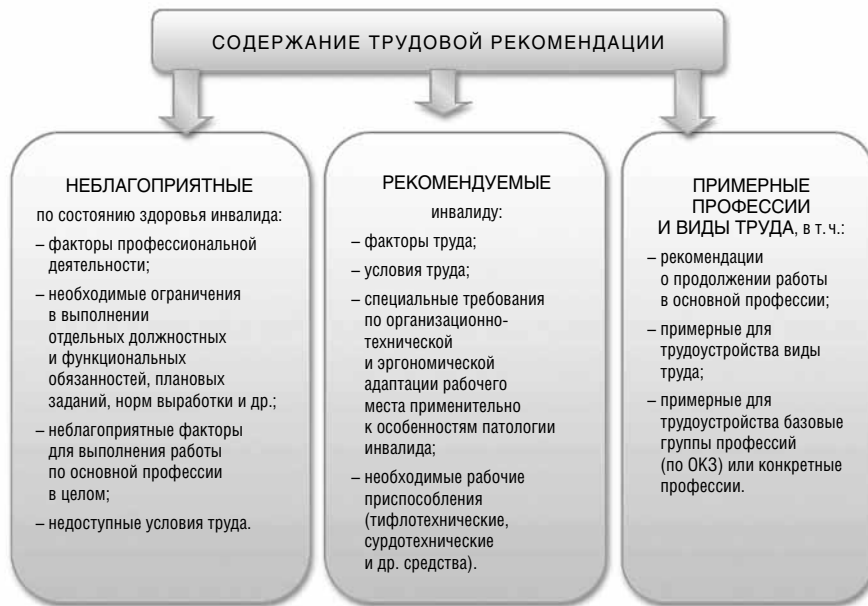 СОДЕРЖАНИЕ ТРУДОВОЙ РЕКОМЕНДАЦИИ
НЕБЛАГОПРИЯТНЫЕ
по состоянию здоровья инвалида:
– факторы профессиональной
деятельности;
– необходимые ограничения
в выполнении
отдельных должностных
и функциональных
обязанностей, плановых
заданий, норм выработки и др.;
– неблагоприятные факторы
для выполнения работы
по основной профессии
в целом;
– недоступные условия труда.
РЕКОМЕНДУЕМЫЕ
инвалиду:
– факторы труда;
– условия труда;
– специальные требования
по организационно-
технической
и эргономической
адаптации рабочего
места применительно
к особенностям патологии
инвалида;
– необходимые рабочие
приспособления
(тифлотехнические,
сурдотехнические
и др. средства).
ПРИМЕРНЫЕ
ПРОФЕССИИ
И ВИДЫ ТРУДА, в т. ч.:
– рекомендации
о продолжении работы
в основной профессии;
– примерные для
трудоустройства виды
труда;
– примерные для
трудоустройства базовые
группы профессий
(по ОКЗ) или конкретные
профессии.